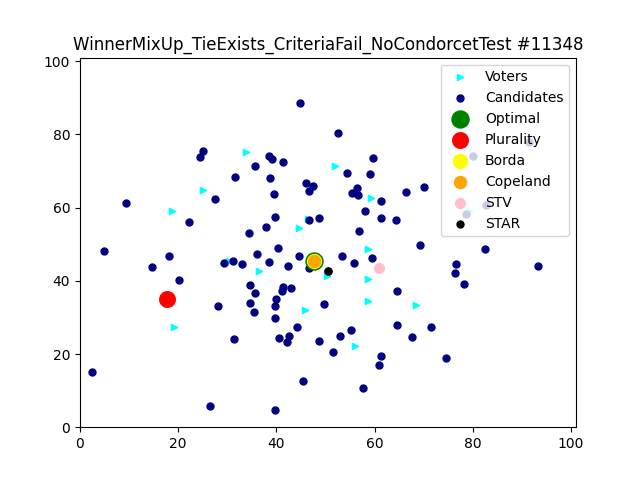 WinnerMixUp_TieExists_CriteriaFail_NoCondorcetTest #11348
100
80
60
40
20
0
0 20 40 60 80 100
Voters
Candidates
Optimal
Plurality
Borda
Copeland
STV
STAR